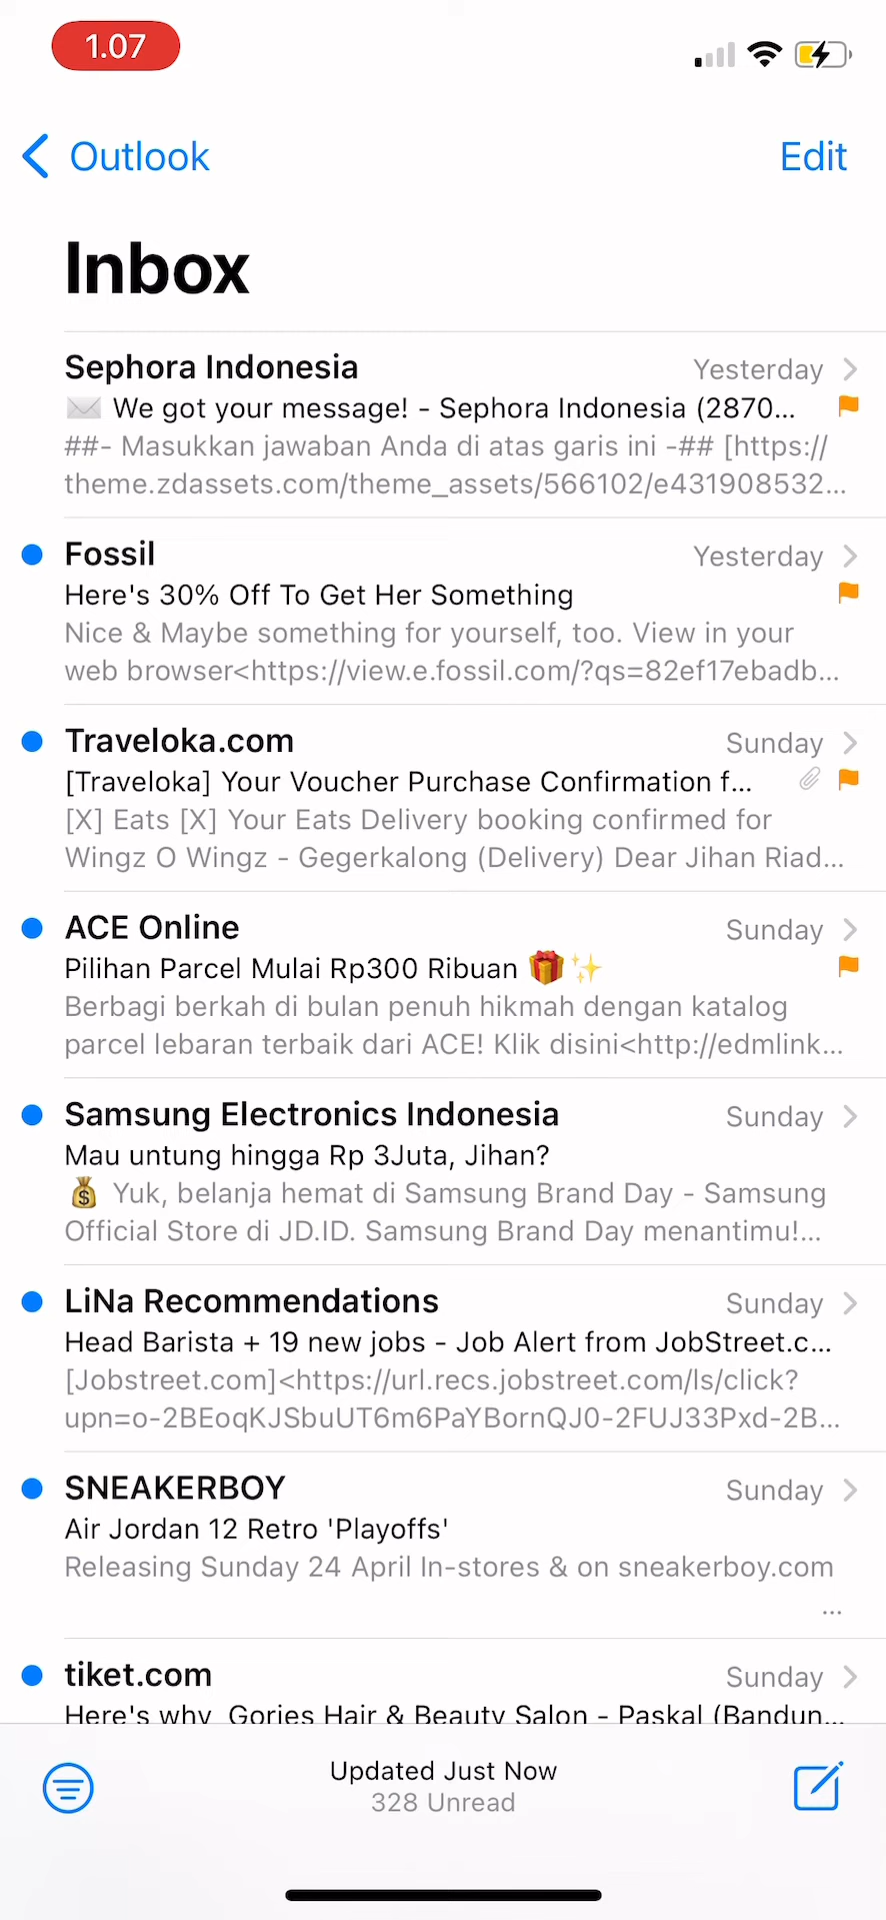 1.07
Outlook
Edit
Inbox
Sephora Indonesia
Yesterday
We got your message! - Sephora Indonesia (2870...
##- Masukkan jawaban Anda di atas garis ini -## [https://
theme.zdassets.com/theme_assets/566102/e431908532...
Fossil
Yesterday
Here's 30% Off To Get Her Something
Nice & Maybe something for yourself, too. View in your
web browser<https://view.e.fossil.com/?qs=82ef17ebadb...
Traveloka.com
Sunday
[Traveloka] Your Voucher Purchase Confirmation f...
[X] Eats [X] Your Eats Delivery booking confirmed for
Wingz O Wingz - Gegerkalong (Delivery) Dear Jihan Riad...
ACE Online
Sunday
Pilihan Parcel Mulai Rp300 Ribuan 🎁✨
Berbagi berkah di bulan penuh hikmah dengan katalog
parcel lebaran terbaik dari ACE! Klik disini<http://edmlink...
Samsung Electronics Indonesia
Sunday
Mau untung hingga Rp 3Juta, Jihan?
💰 Yuk, belanja hemat di Samsung Brand Day - Samsung
Official Store di JD.ID. Samsung Brand Day menantimu!...
LiNa Recommendations
Sunday
Head Barista + 19 new jobs - Job Alert from JobStreet.c...
[Jobstreet.com]<https://url.recs.jobstreet.com/ls/click?
upn=o-2BEoqKJSbuUT6m6PaYBornQJ0-2FUJ33Pxd-2B...
SNEAKERBOY
Sunday
Air Jordan 12 Retro 'Playoffs'
Releasing Sunday 24 April In-stores & on sneakerboy.com
...
tiket.com
Sunday
Here's why Gories Hair & Beauty Salon - Paskal (Bandun...
Updated Just Now
328 Unread